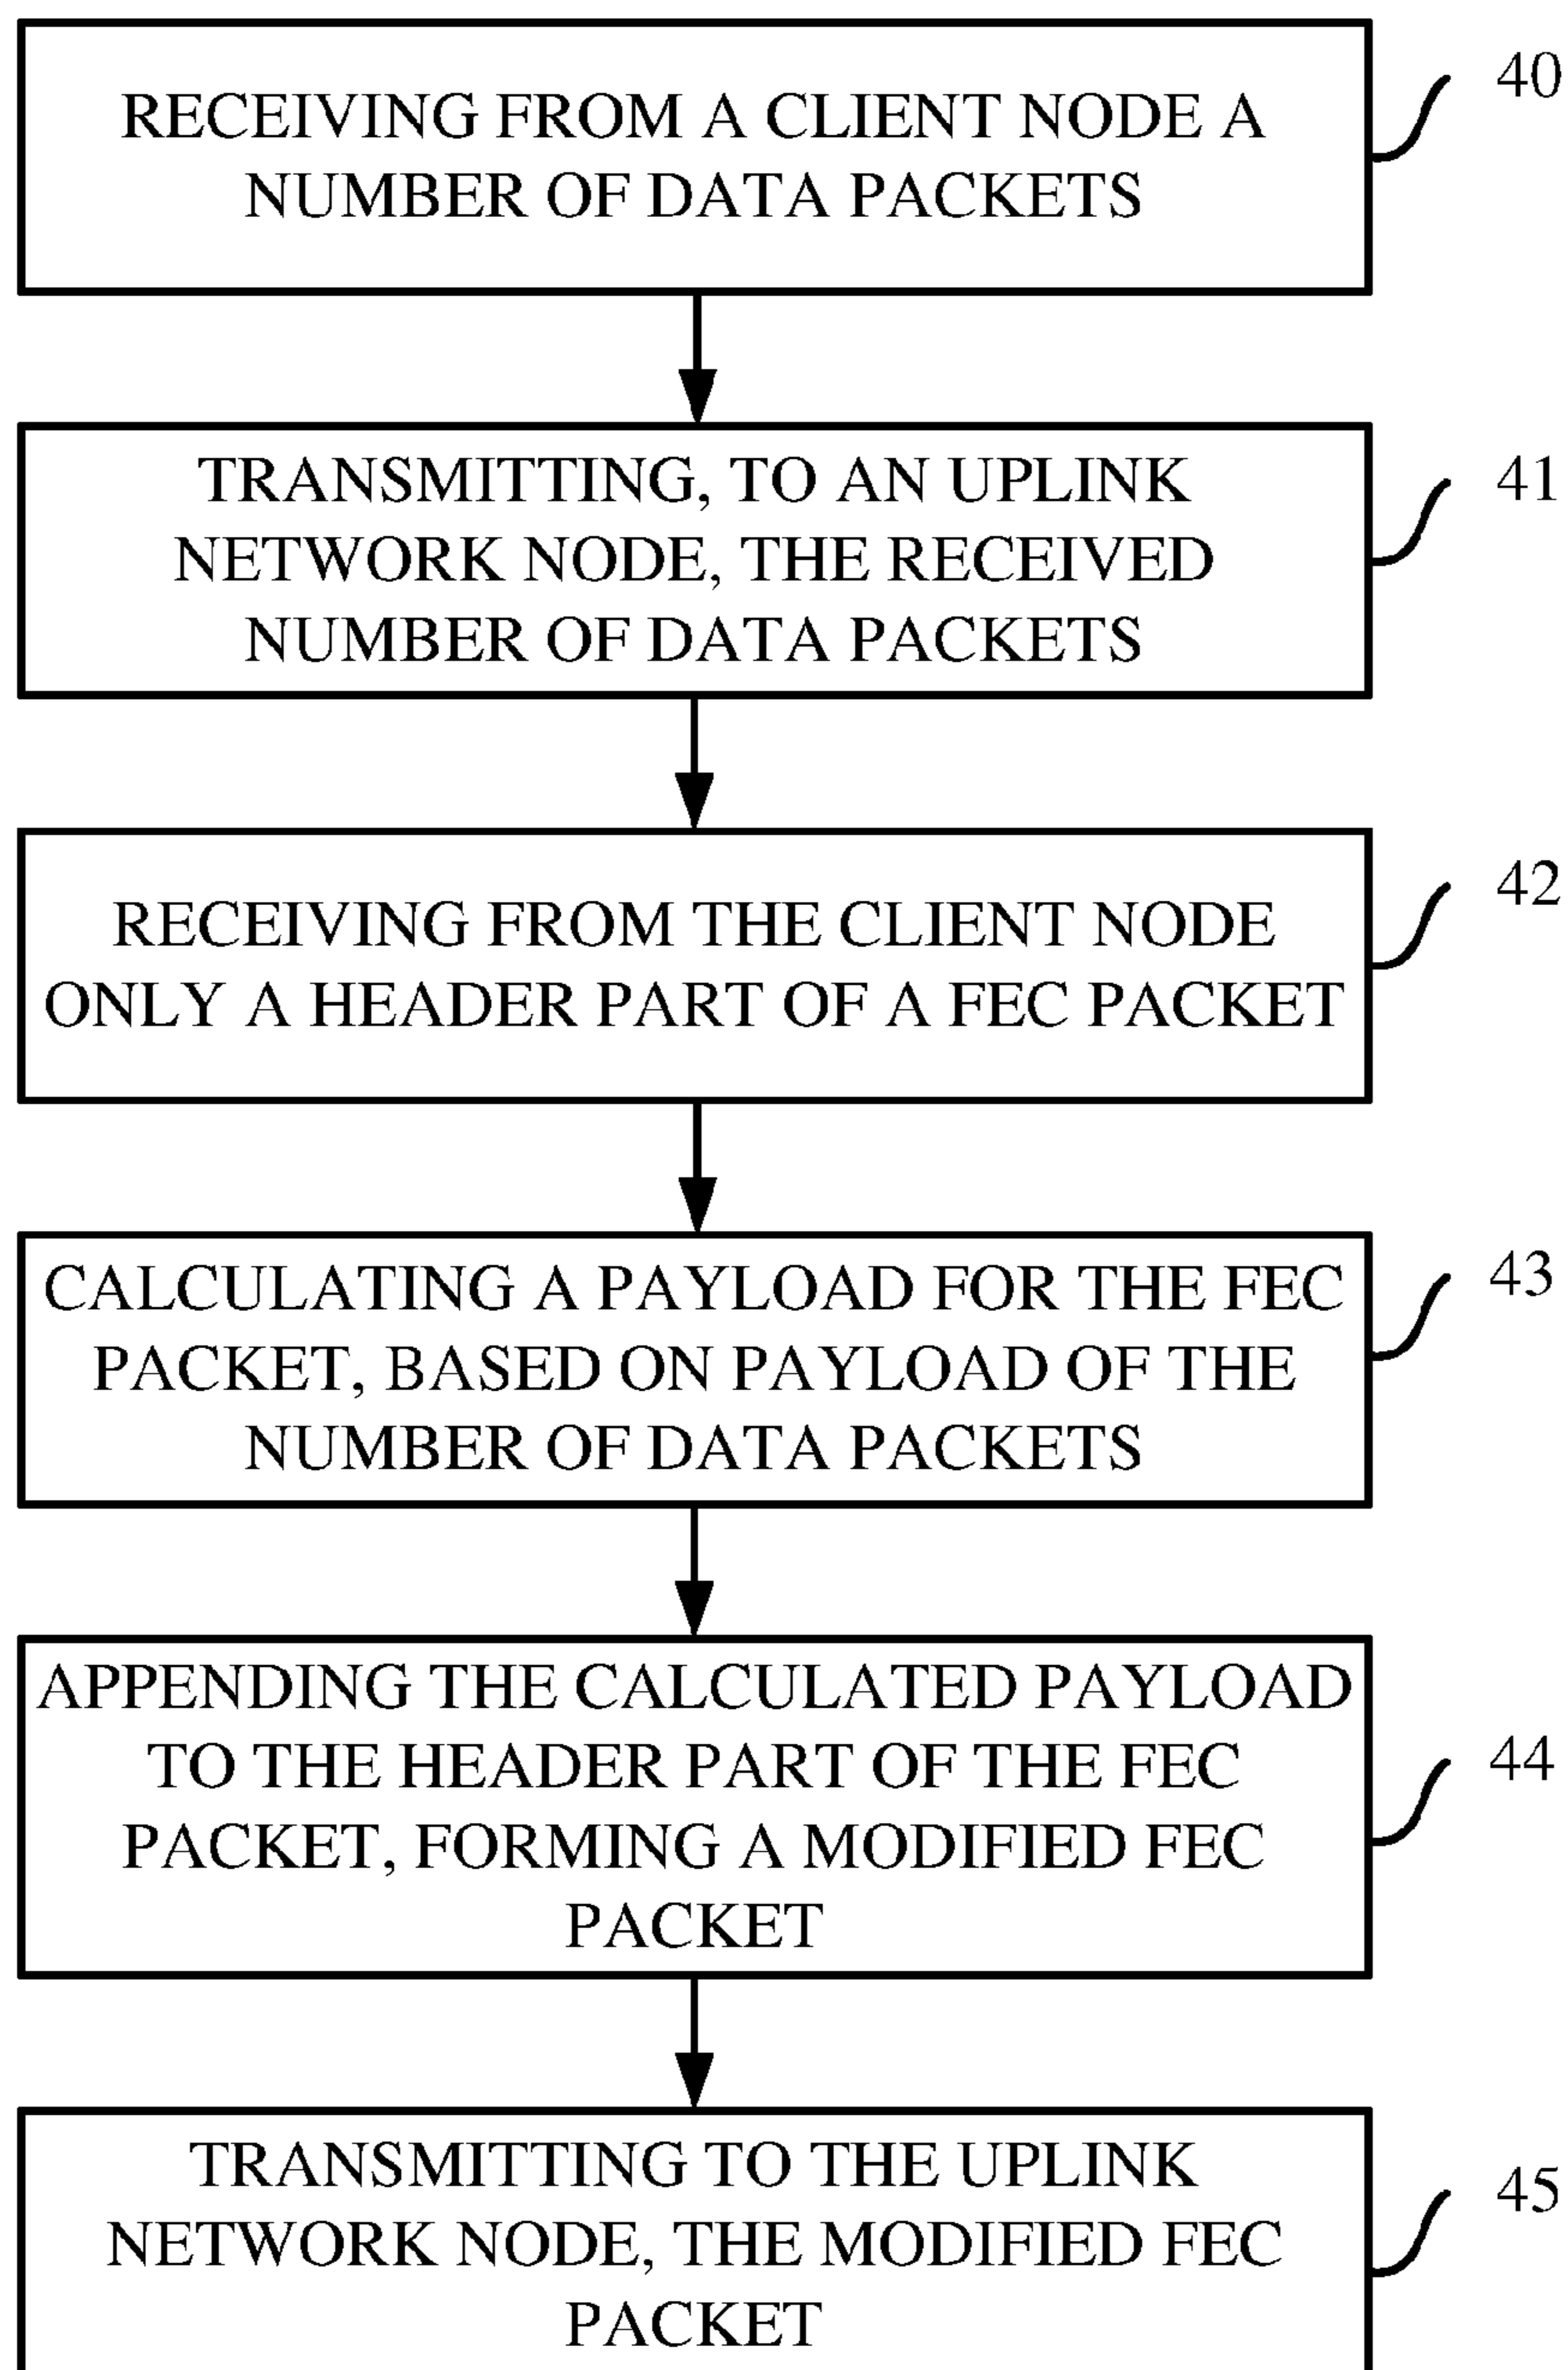 RECEIVING FROM A CLIENT NODE A
NUMBER OF DATA PACKETS
40
TRANSMITTING, TO AN UPLINK
NETWORK NODE, THE RECEIVED
NUMBER OF DATA PACKETS
41
RECEIVING FROM THE CLIENT NODE
ONLY A HEADER PART OF A FEC PACKET
42
CALCULATING A PAYLOAD FOR THE FEC
PACKET, BASED ON PAYLOAD OF THE
NUMBER OF DATA PACKETS
43
APPENDING THE CALCULATED PAYLOAD
TO THE HEADER PART OF THE FEC
PACKET, FORMING A MODIFIED FEC
PACKET
44
TRANSMITTING TO THE UPLINK
NETWORK NODE, THE MODIFIED FEC
PACKET
45